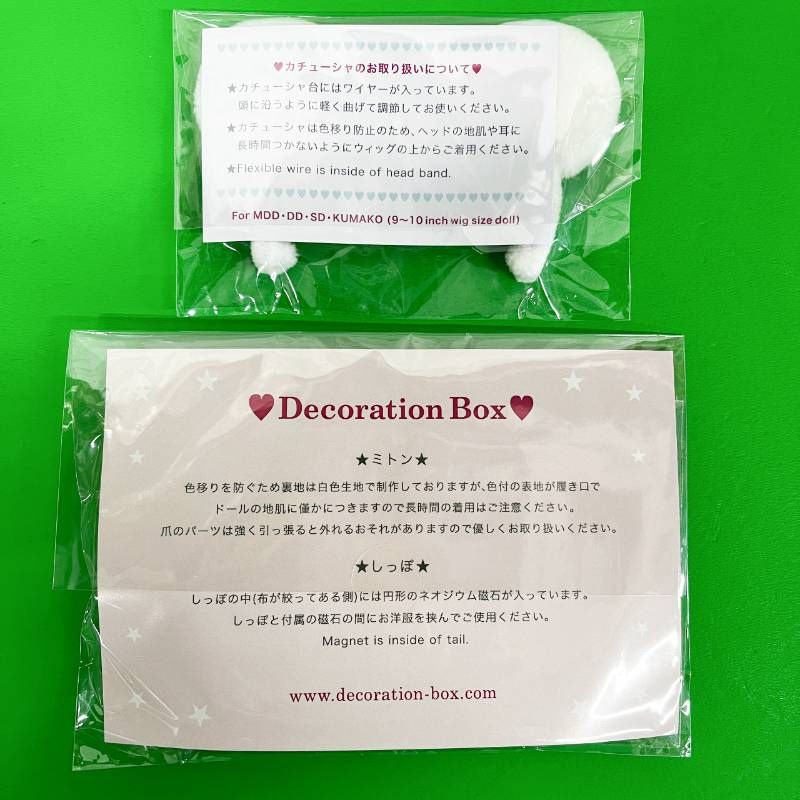 ♥カチューシャのお取り扱いについて♥
★カチューシャ台にはワイヤーが入っています。
頭に沿うように軽く曲げて調節してお使いください。
★カチューシャは色移り防止のため、ヘッドの地肌や耳に
長時間つかないようにウィッグの上からご着用ください。
★Flexible wire is inside of head band.
For MDD・DD・SD・KUMAKO (9〜10inch wig size doll)
♥Decoration Box♥
★ミトン★
色移りを防ぐため裏地は白色生地で制作しておりますが、色付の表地が履き口で
ドールの地肌に僅かにつきますので長時間の着用はご注意ください。
爪のパーツは強く引っ張ると外れるおそれがありますので優しくお取り扱いください。
★しっぽ★
しっぽの中(布が絞ってある側)には円形のネオジウム磁石が入っています。
しっぽと付属の磁石の間にお洋服を挟んでご使用ください。
Magnet is inside of tail.
www.decoration-box.com